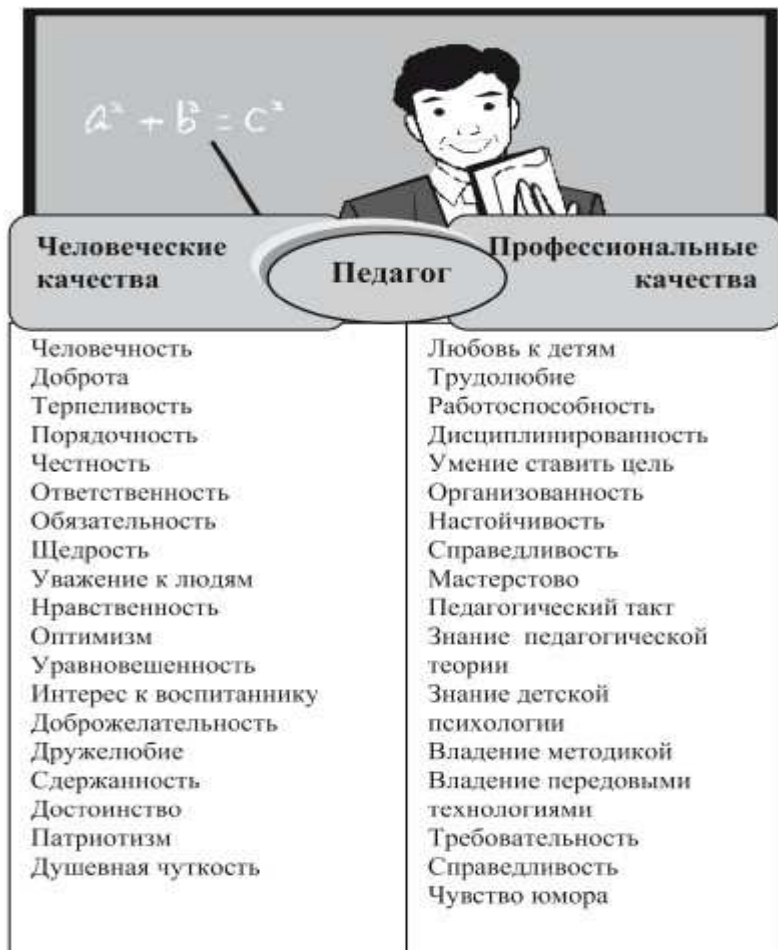 a² + b² = c²
Человеческие
качества
Педагог
Профессиональные
качества
Человечность
Доброта
Терпеливость
Порядочность
Честность
Ответственность
Обязательность
Щедрость
Уважение к людям
Нравственность
Оптимизм
Уравновешенность
Интерес к воспитаннику
Доброжелательность
Дружелюбие
Сдержанность
Достоинство
Патриотизм
Душевная чуткость
Любовь к детям
Трудолюбие
Работоспособность
Дисциплинированность
Умение ставить цель
Организованность
Настойчивость
Справедливость
Мастерстово
Педагогический такт
Знание педагогической
теории
Знание детской
психологии
Владение методикой
Владение передовыми
технологиями
Требовательность
Справедливость
Чувство юмора